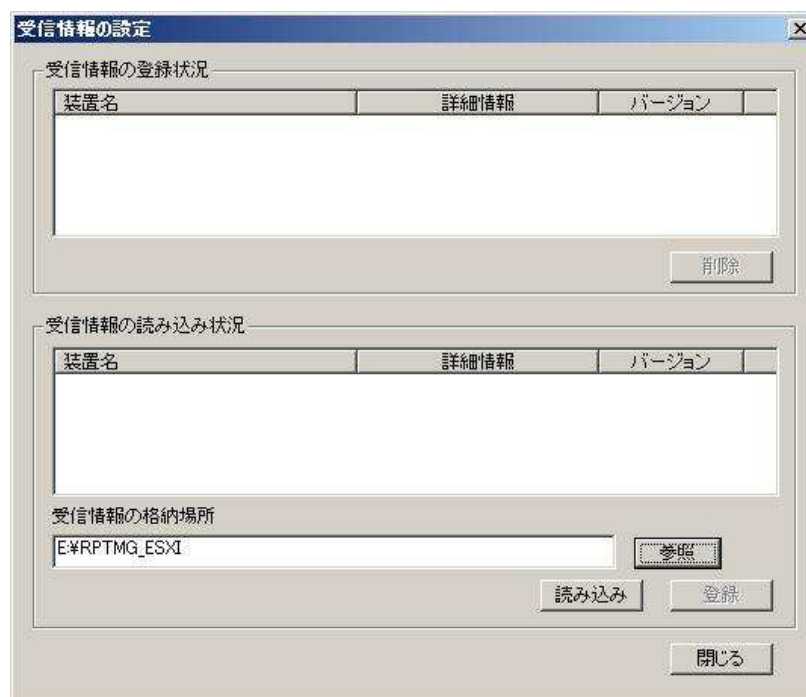 受信情報の設定
受信情報の登録状況
装置名 詳細情報 バージョン
削除
受信情報の読み込み状況
装置名 詳細情報 バージョン
受信情報の格納場所
E:¥RPTMG_ESXI 参照
読み込み 登録
閉じる